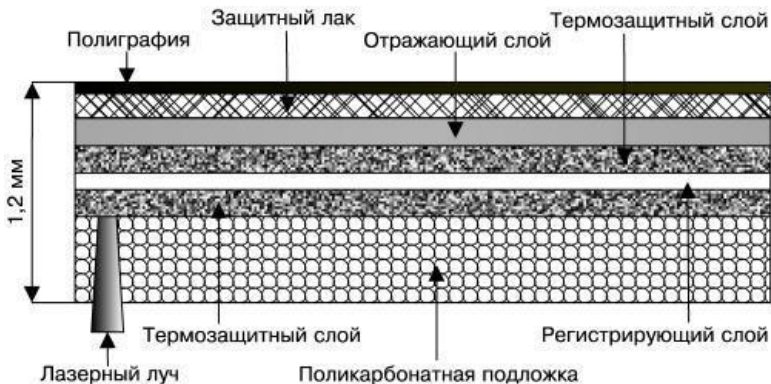 Защитный лак
Термозащитный слой
Полиграфия
Отражающий слой
1,2 мм
Термозащитный слой
Регистрирующий слой
Лазерный луч
Поликарбонатная подложка